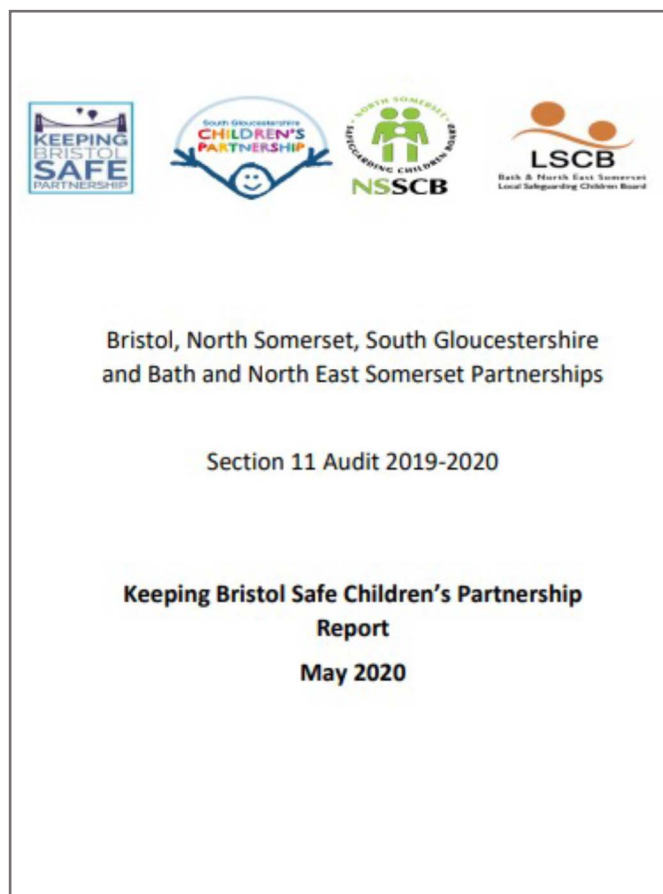 KEEPING
BRISTOL
SAFE
PARTNERSHIP
South Gloucestershire
CHILDREN'S
PARTNERSHIP
NORTH SOMERSET
SAFEGUARDING CHILDREN BOARD
NSSCB
LSCB
Bath & North East Somerset
Local Safeguarding Children Board
Bristol, North Somerset, South Gloucestershire
and Bath and North East Somerset Partnerships
Section 11 Audit 2019-2020
Keeping Bristol Safe Children's Partnership
Report
May 2020